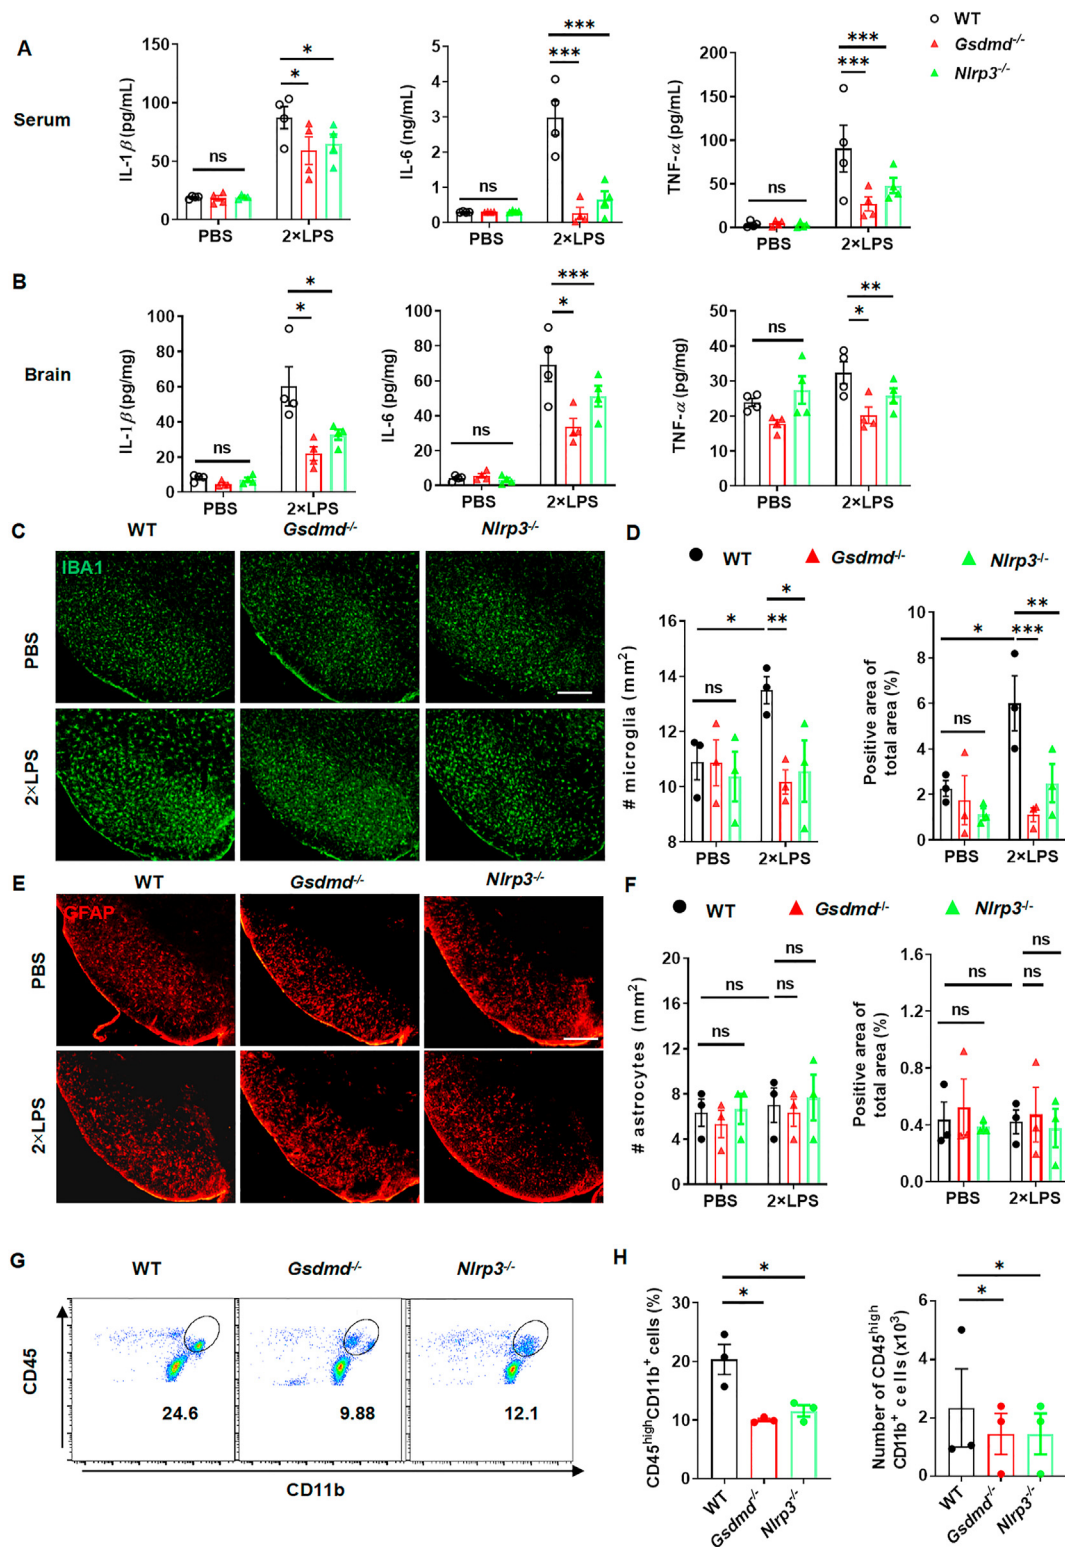 WT
Gsdmd-/-
Nlrp3-/-
A
Serum
IL-1β (pg/mL)
150
100
50
0
ns
*
*
PBS
2×LPS
IL-6 (ng/mL)
5
4
3
2
1
0
ns
***
***
PBS
2×LPS
TNF-α (pg/mL)
200
150
100
50
0
ns
***
***
PBS
2×LPS
B
Brain
IL-1β (pg/mg)
100
80
60
40
20
0
ns
*
*
PBS
2×LPS
IL-6 (pg/mg)
100
80
60
40
20
0
ns
***
*
PBS
2×LPS
TNF-α (pg/mg)
50
40
30
20
10
0
ns
**
*
PBS
2×LPS
C
WT
Gsdmd-/-
Nlrp3-/-
IBA1
PBS
2×LPS
D
WT
Gsdmd-/-
Nlrp3-/-
# microglia (mm2)
16
14
12
10
8
ns
*
*
**
PBS
2×LPS
Positive area of
total area (%)
10
8
6
4
2
0
ns
*
**
***
PBS
2×LPS
E
WT
Gsdmd-/-
Nlrp3-/-
GFAP
PBS
2×LPS
F
WT
Gsdmd-/-
Nlrp3-/-
# astrocytes (mm2)
20
16
12
8
4
0
ns
ns
ns
ns
PBS
2×LPS
Positive area of
total area (%)
1.6
1.2
0.8
0.4
0.0
ns
ns
ns
ns
PBS
2×LPS
G
WT
Gsdmd-/-
Nlrp3-/-
CD45
24.6
9.88
12.1
CD11b
H
CD45highCD11b+ cells (%)
30
20
10
0
*
*
WT
Gsdmd-/-
Nlrp3-/-
Number of CD45high
CD11b+ cells (x103)
6
4
2
0
*
*
WT
Gsdmd-/-
Nlrp3-/-